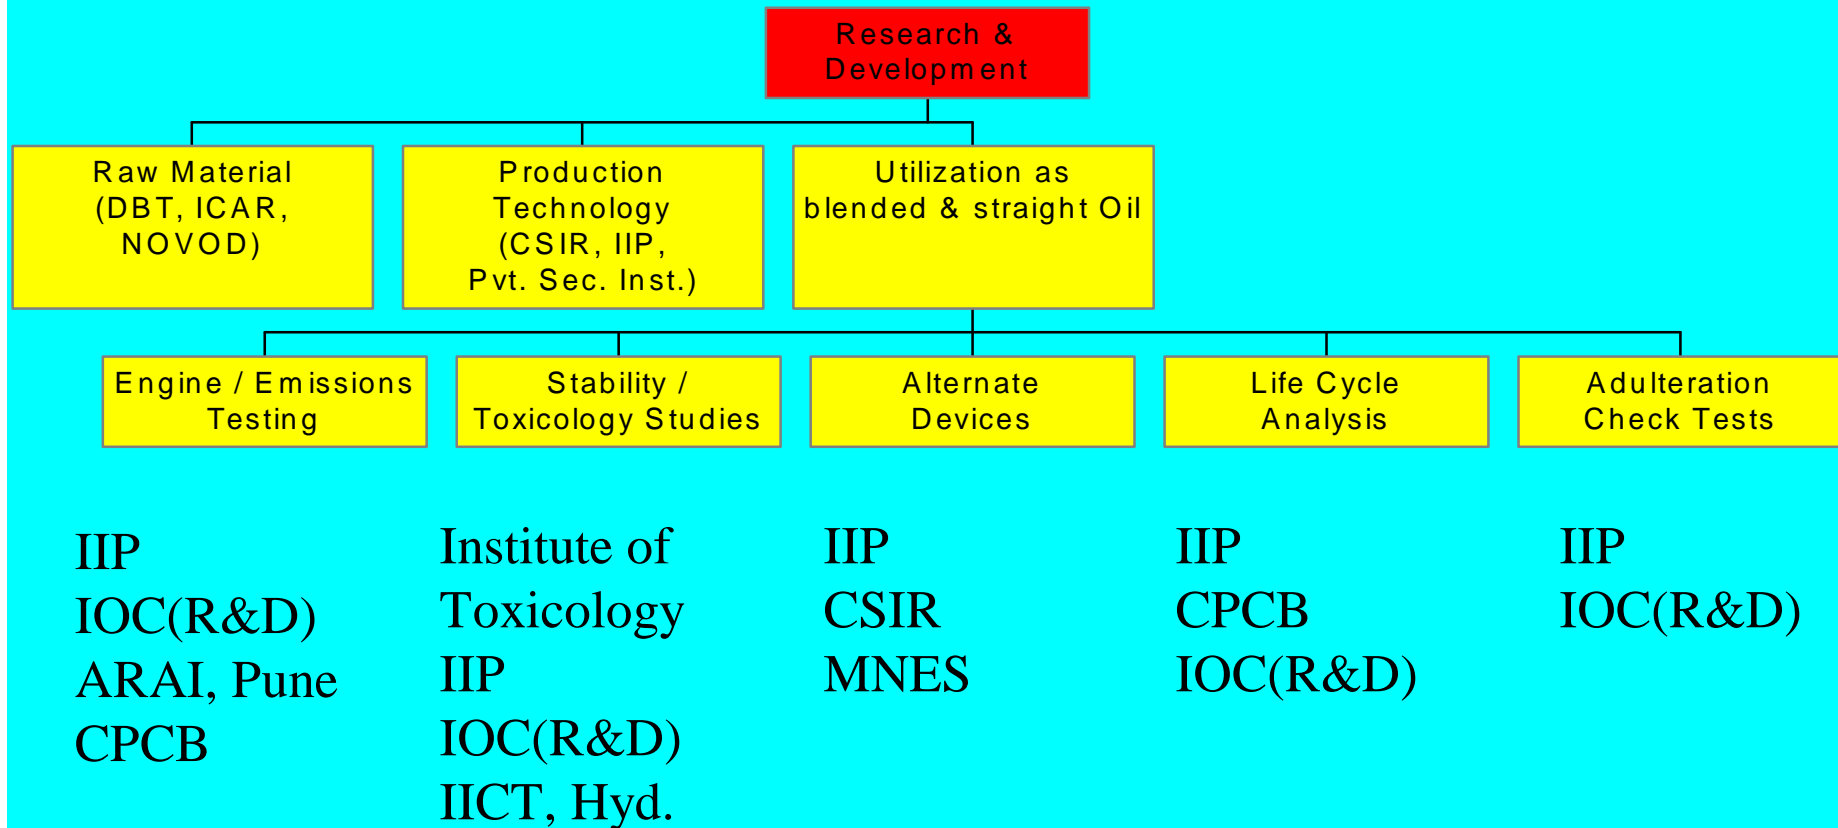 Research &
Development
Raw Material
(DBT, ICAR,
NOVOD)
Production
Technology
(CSIR, IIP,
Pvt. Sec. Inst.)
Utilization as
blended & straight Oil
Engine / Emissions
Testing
Stability /
Toxicology Studies
Alternate
Devices
Life Cycle
Analysis
Adulteration
Check Tests
IIP
IOC(R&D)
ARAI, Pune
CPCB
Institute of
Toxicology
IIP
IOC(R&D)
IICT, Hyd.
IIP
CSIR
MNES
IIP
CPCB
IOC(R&D)
IIP
IOC(R&D)